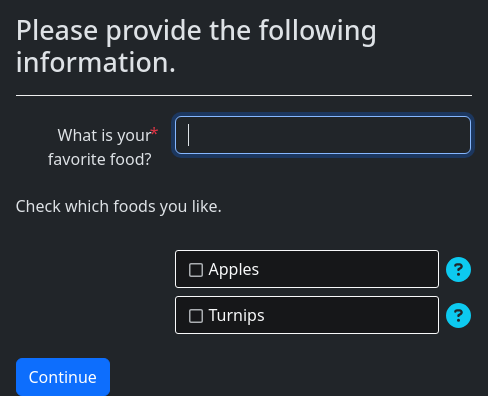 Please provide the following
information.
What is your*
favorite food?
Check which foods you like.
Apples
?
Turnips
?
Continue